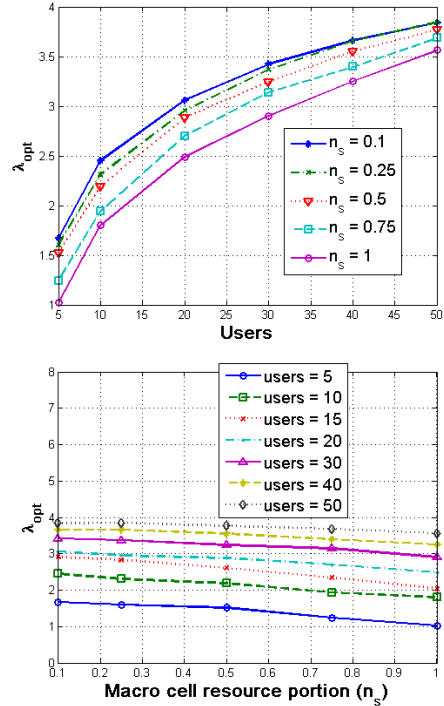 4
3.5
3
2.5
2
1.5
1
λopt
5 10 15 20 25 30 35 40 45 50
Users
nS = 0.1
nS = 0.25
nS = 0.5
nS = 0.75
nS = 1
8
7
6
5
4
3
2
1
0
λopt
0.1 0.2 0.3 0.4 0.5 0.6 0.7 0.8 0.9 1
Macro cell resource portion (ns)
users = 5
users = 10
users = 15
users = 20
users = 30
users = 40
users = 50